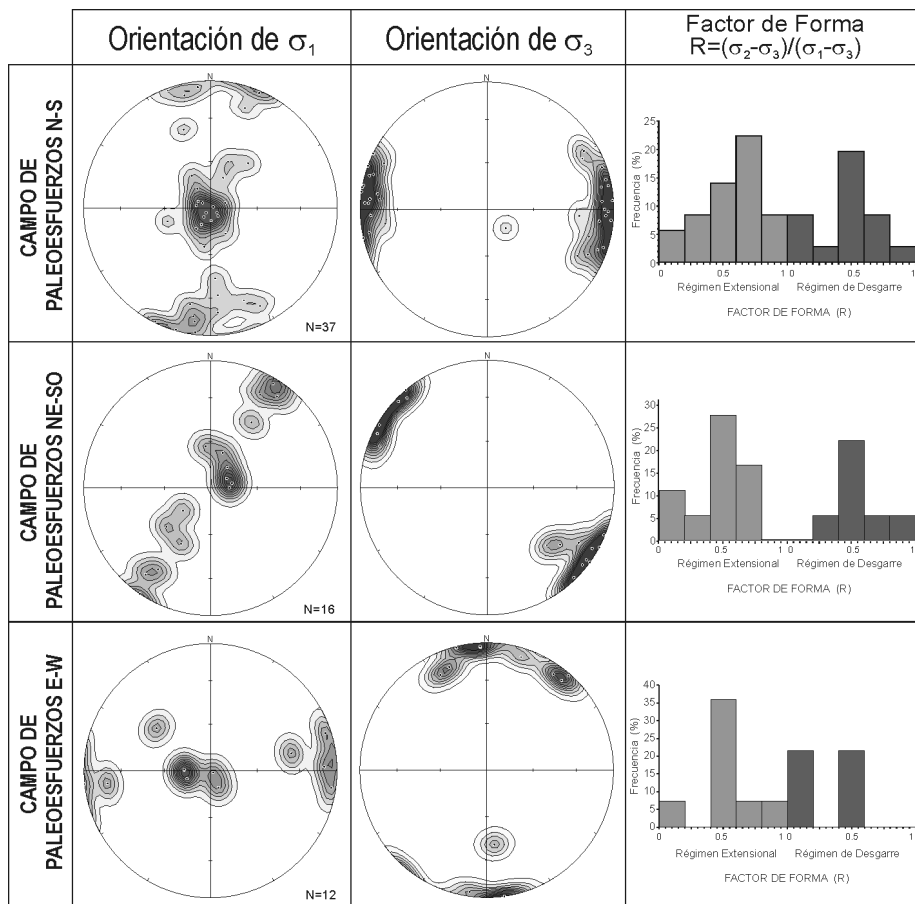 Orientación de σ1
Orientación de σ3
Factor de Forma
R=(σ2-σ3)/(σ1-σ3)
CAMPO DE
PALEOESFUERZOS N-S
N
N=37
N
Frecuencia (%)
25
20
15
10
5
0
0 0.5 1 0 0.5 1
Régimen Extensional Régimen de Desgarre
FACTOR DE FORMA (R)
CAMPO DE
PALEOESFUERZOS NE-SO
N
N=16
N
Frecuencia (%)
30
25
20
15
10
5
0
0 0.5 1 0 0.5 1
Régimen Extensional Régimen de Desgarre
FACTOR DE FORMA (R)
CAMPO DE
PALEOESFUERZOS E-W
N
N=12
N
Frecuencia (%)
40
35
30
25
20
15
10
5
0
0 0.5 1 0 0.5 1
Régimen Extensional Régimen de Desgarre
FACTOR DE FORMA (R)